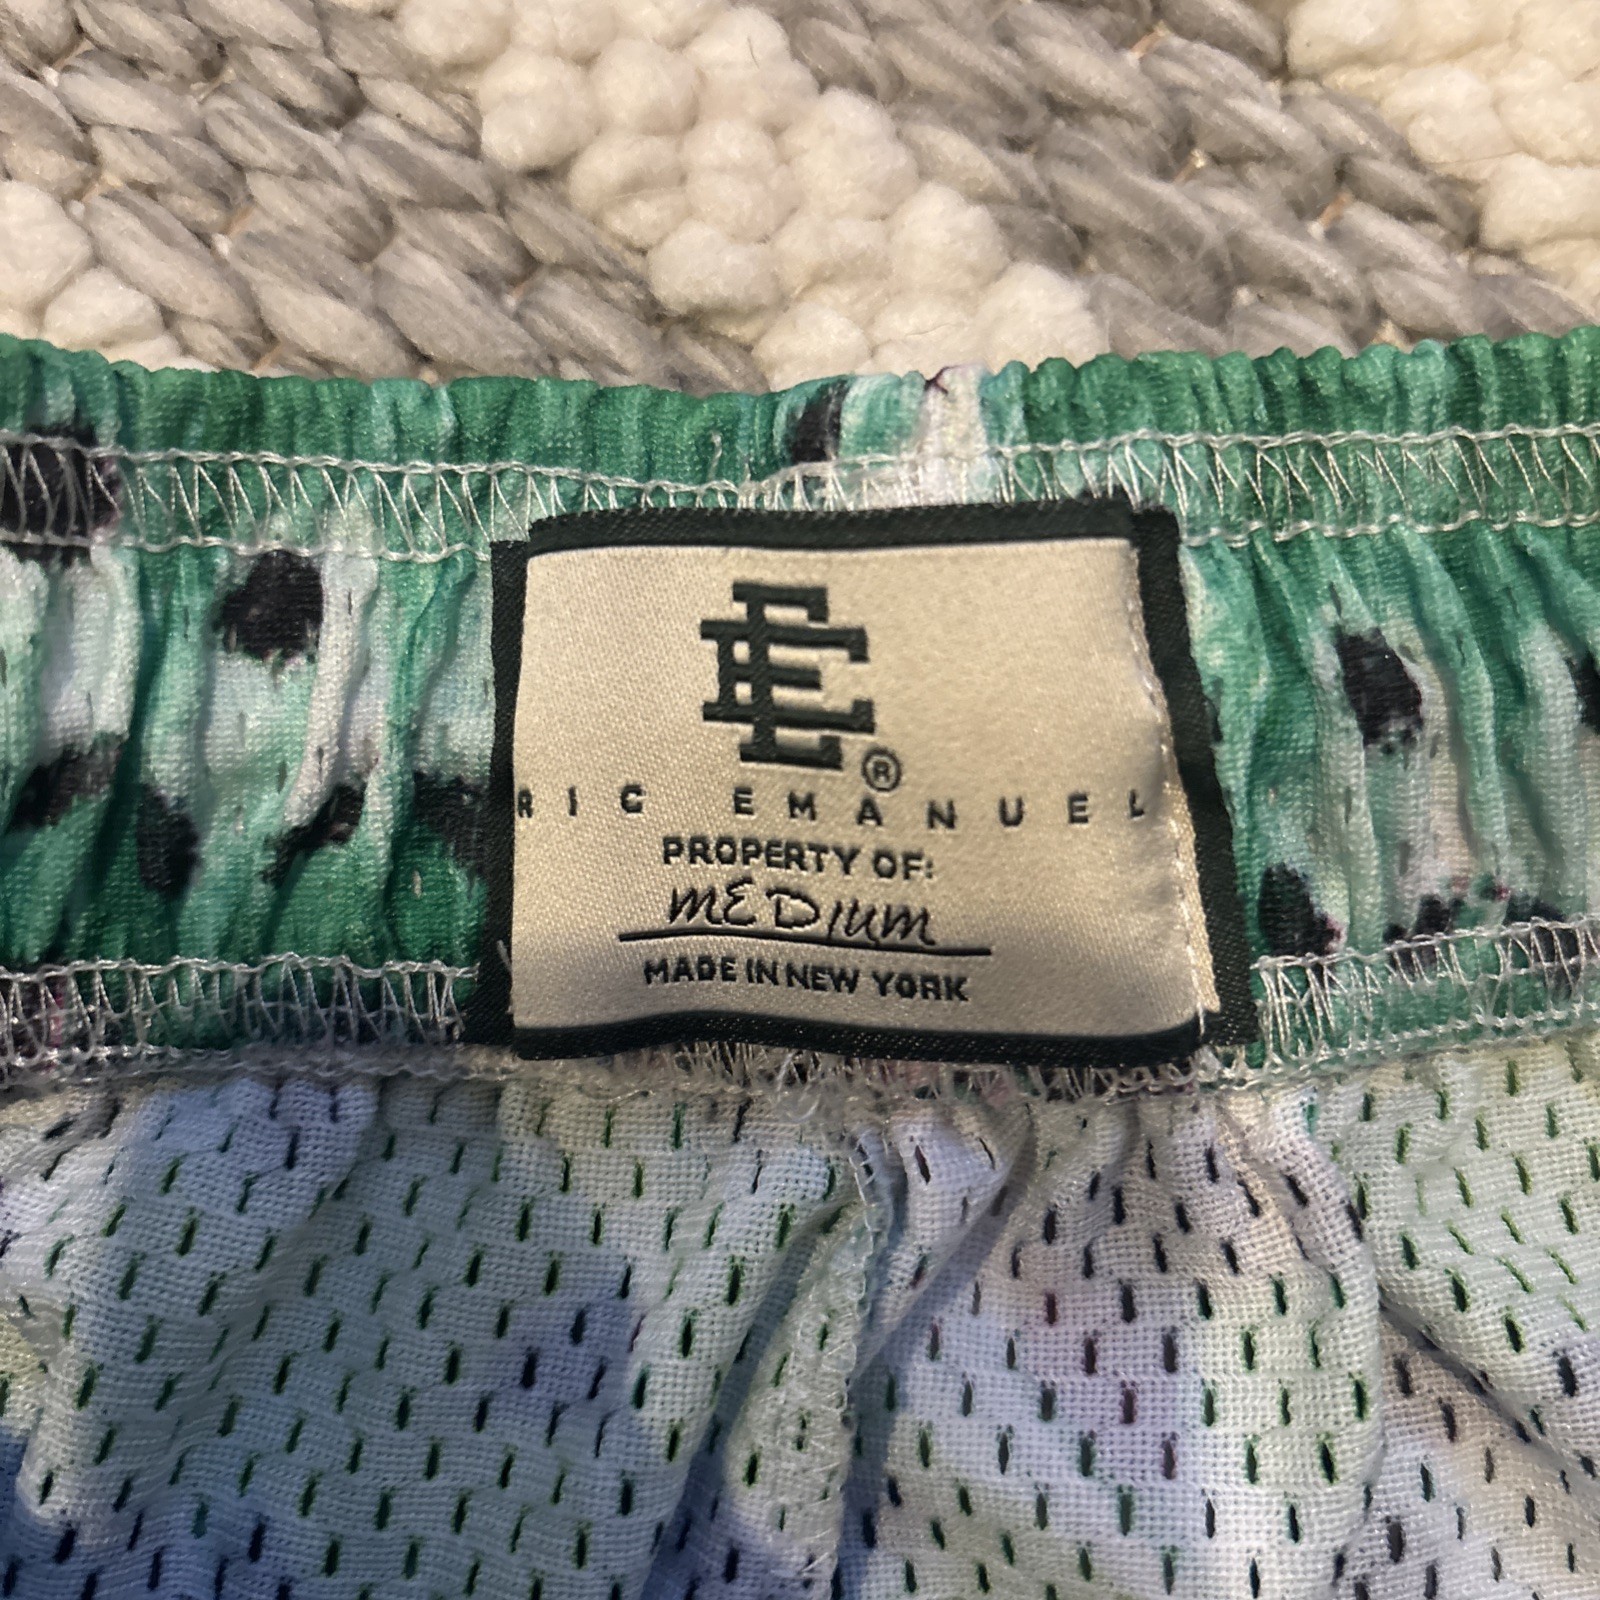 EE®
RIC EMANUEL
PROPERTY OF:
MEDIUM
MADE IN NEW YORK